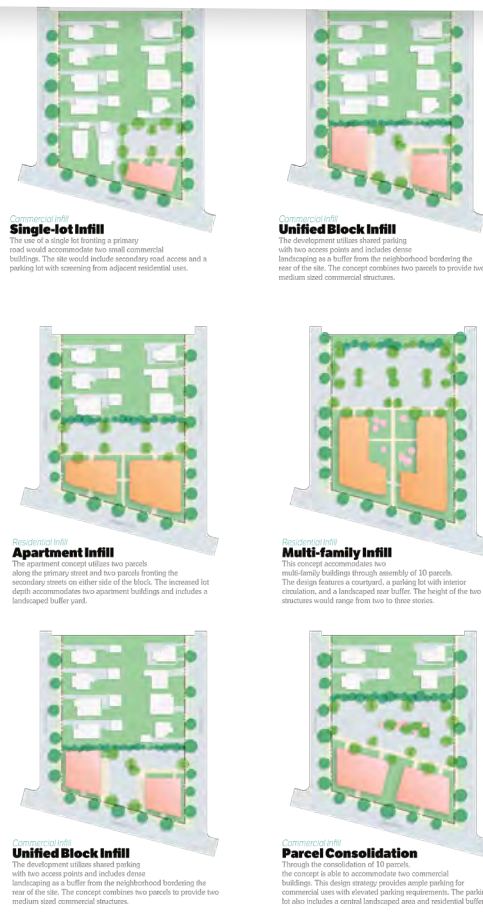 Commercial Infill
Single-lot Infill
The use of a single lot fronting a primary
road would accommodate two small commercial
buildings. The site would include secondary road access and a
parking lot with screening from adjacent residential uses.
Commercial Infill
Unified Block Infill
The development utilizes shared parking
with two access points and includes dense
landscaping as a buffer from the neighborhood bordering the
rear of the site. The concept combines two parcels to provide two
medium sized commercial structures.
Residential Infill
Apartment Infill
The apartment concept utilizes two parcels
along the primary street and two parcels fronting the
secondary streets on either side of the block. The increased lot
depth accommodates two apartment buildings and includes a
landscaped buffer yard.
Residential Infill
Multi-family Infill
This concept accommodates two
multi-family buildings through assembly of 10 parcels.
The design features a courtyard, a parking lot with interior
circulation, and a landscaped rear buffer. The height of the two
structures would range from two to three stories.
Commercial Infill
Unified Block Infill
The development utilizes shared parking
with two access points and includes dense
landscaping as a buffer from the neighborhood bordering the
rear of the site. The concept combines two parcels to provide two
medium sized commercial structures.
Commercial Infill
Parcel Consolidation
Through the consolidation of 10 parcels,
the concept is able to accommodate two commercial
buildings. This design strategy provides ample parking for
commercial uses with elevated parking requirements. The parkin
lot also includes a central landscaped area and residential buffer